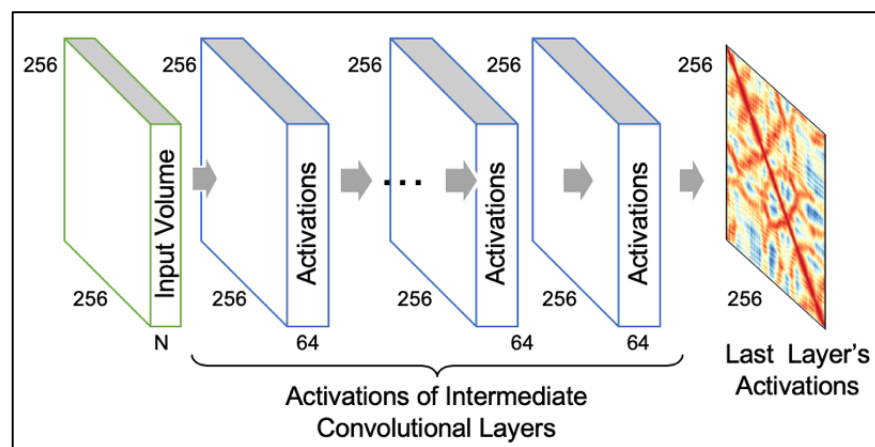 256
256
256
256
256
Input Volume
Activations
...
Activations
Activations
256
256
256
256
256
N
64
64
64
Last Layer's
Activations
Activations of Intermediate
Convolutional Layers